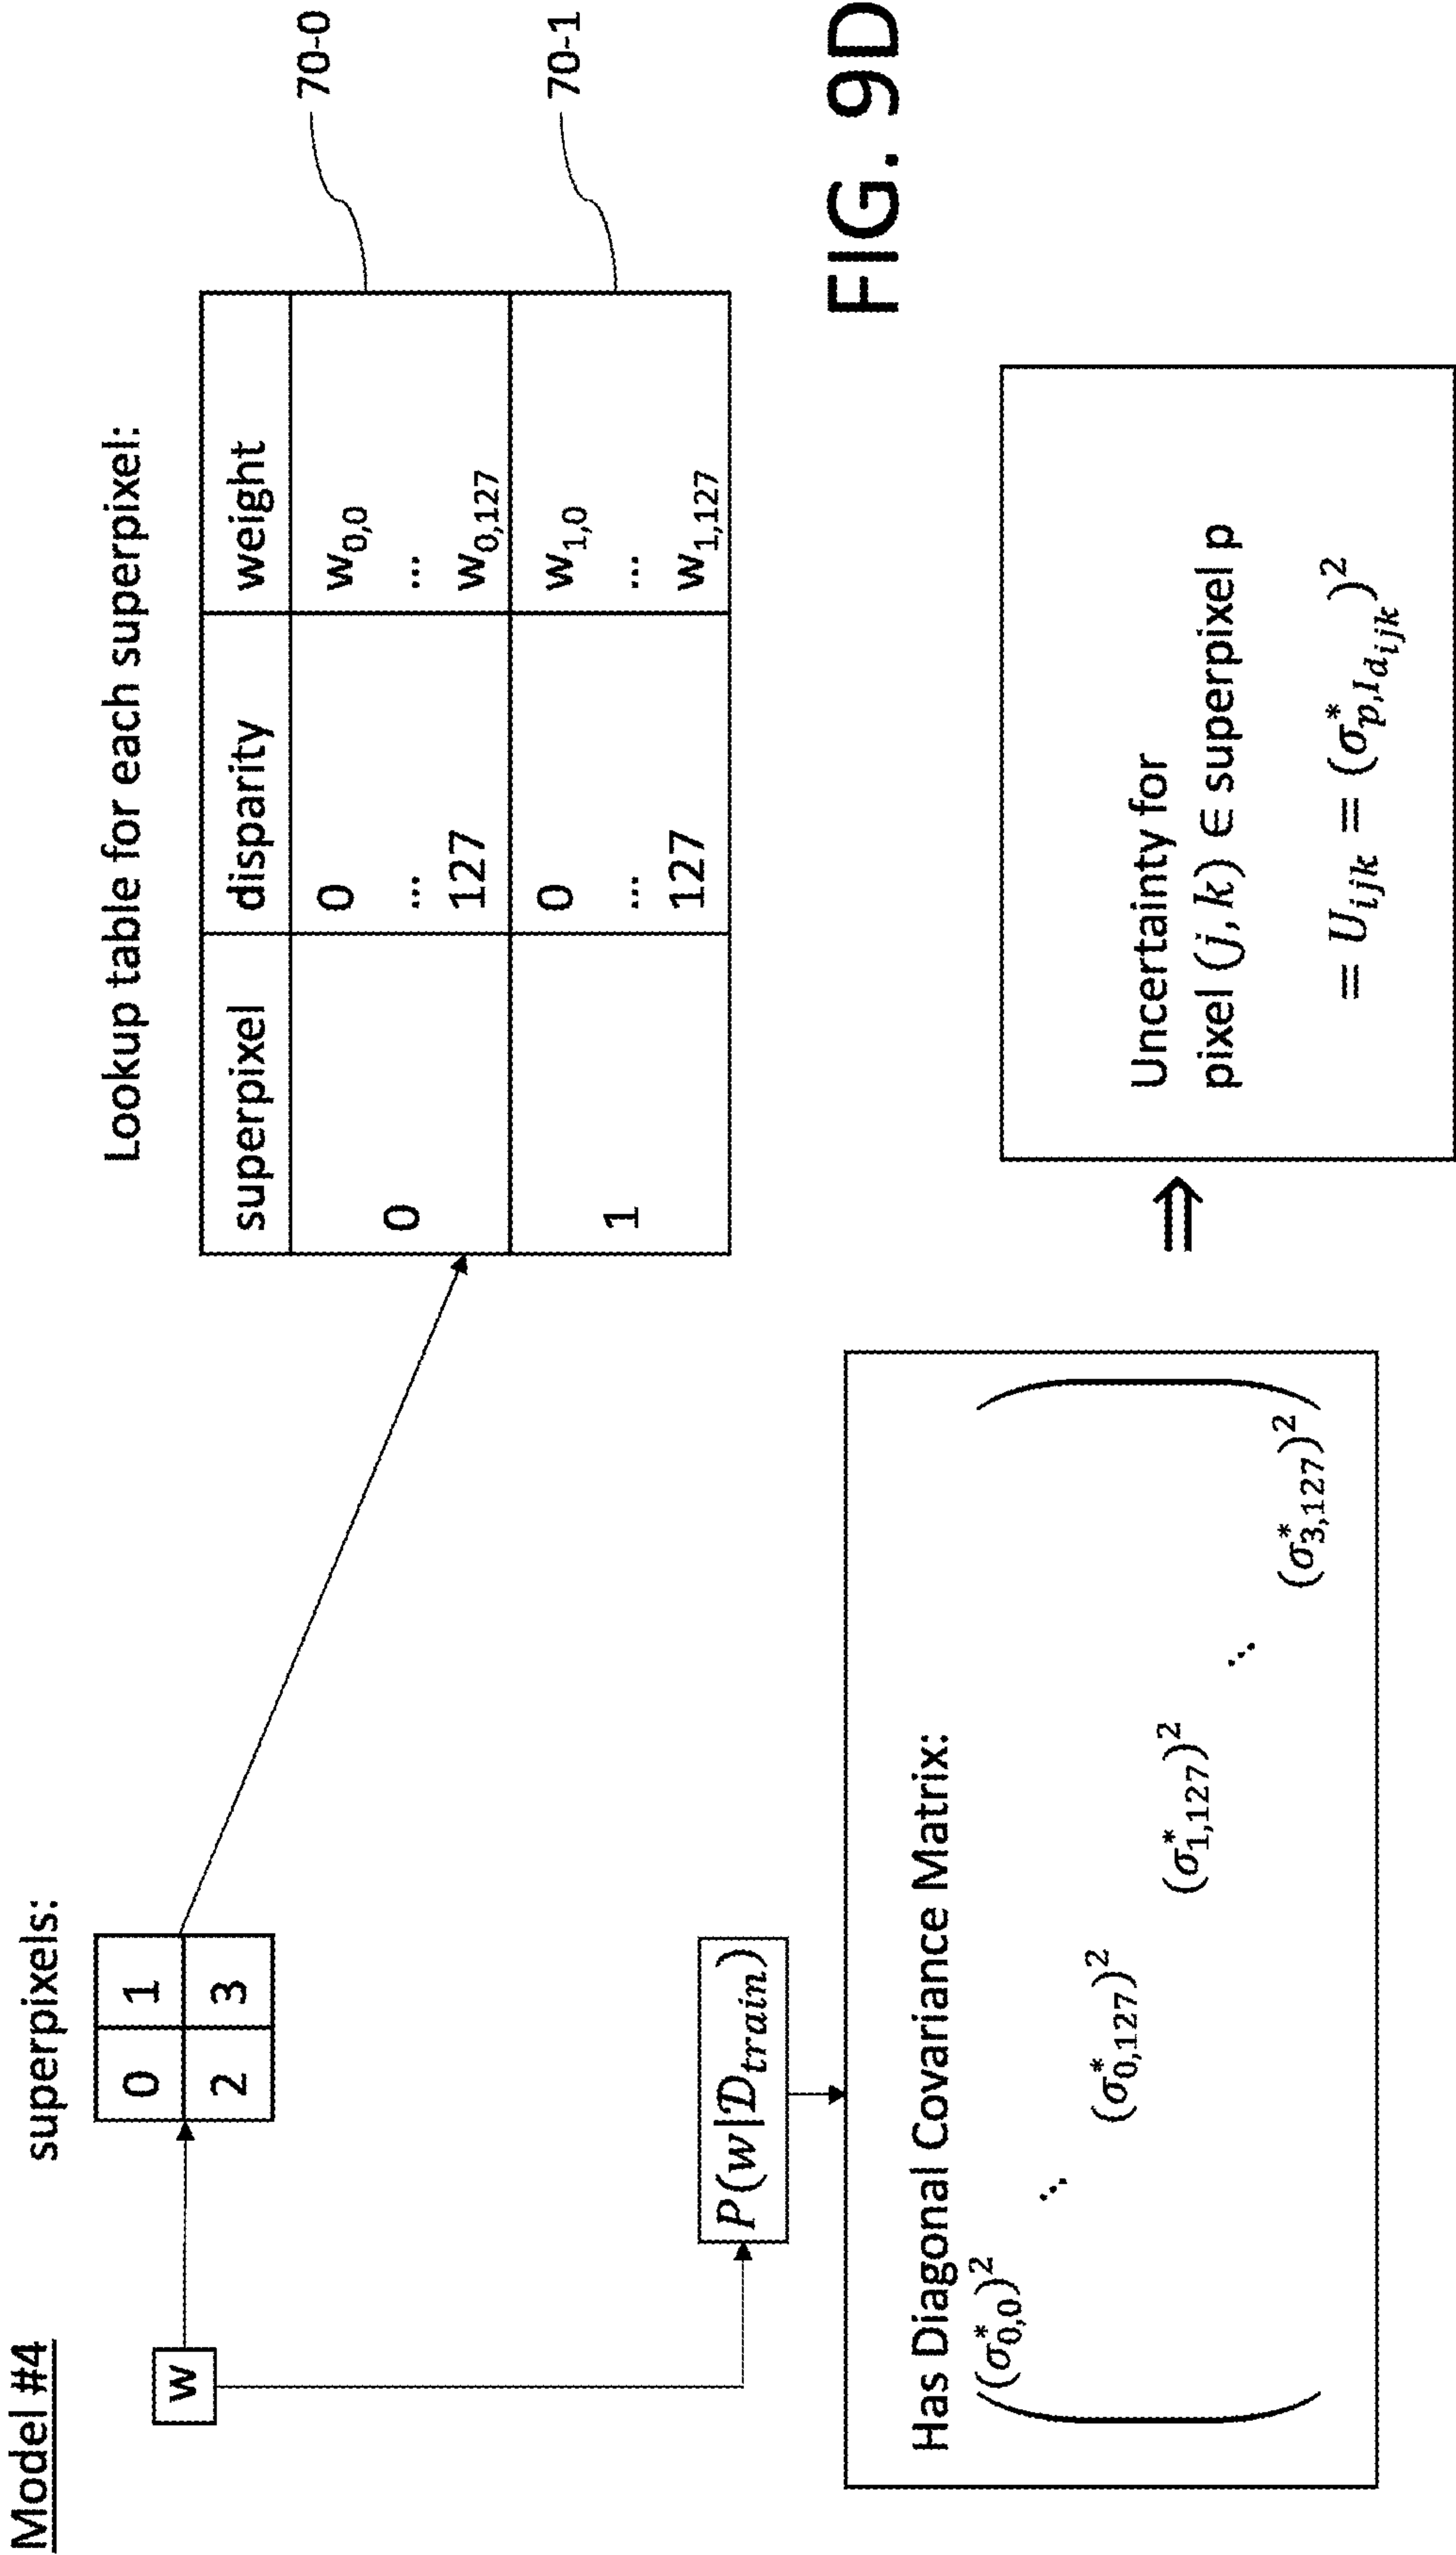 Model #4
superpixels:
w
0 1
2 3
Lookup table for each superpixel:
superpixel disparity weight
0 0 w0,0
... ...
127 w0,127
1 0 w1,0
... ...
127 w1,127
70-0
70-1
P(w|Dtrain)
Has Diagonal Covariance Matrix:
(σ*0,0)²
⋱
(σ*0,127)²
(σ*1,127)²
⋱
(σ*3,127)²
⇒
Uncertainty for
pixel (j, k) ∈ superpixel p
= Uijk = (σ*p,Idijk)²
FIG. 9D